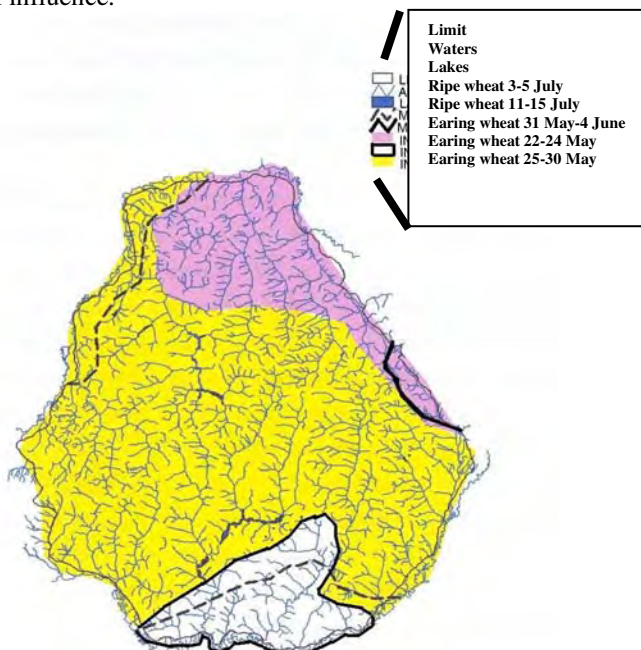 influence.
Limit
Waters
Lakes
Ripe wheat 3-5 July
Ripe wheat 11-15 July
Earing wheat 31 May-4 June
Earing wheat 22-24 May
Earing wheat 25-30 May